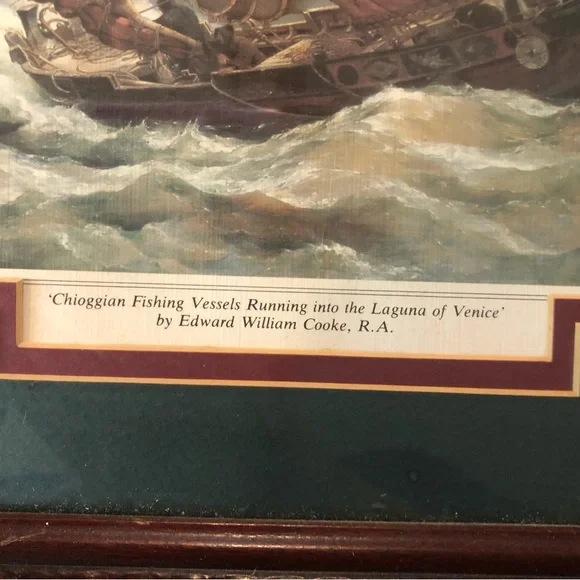 ‘Chioggian Fishing Vessels Running into the Laguna of Venice’
by Edward William Cooke, R.A.